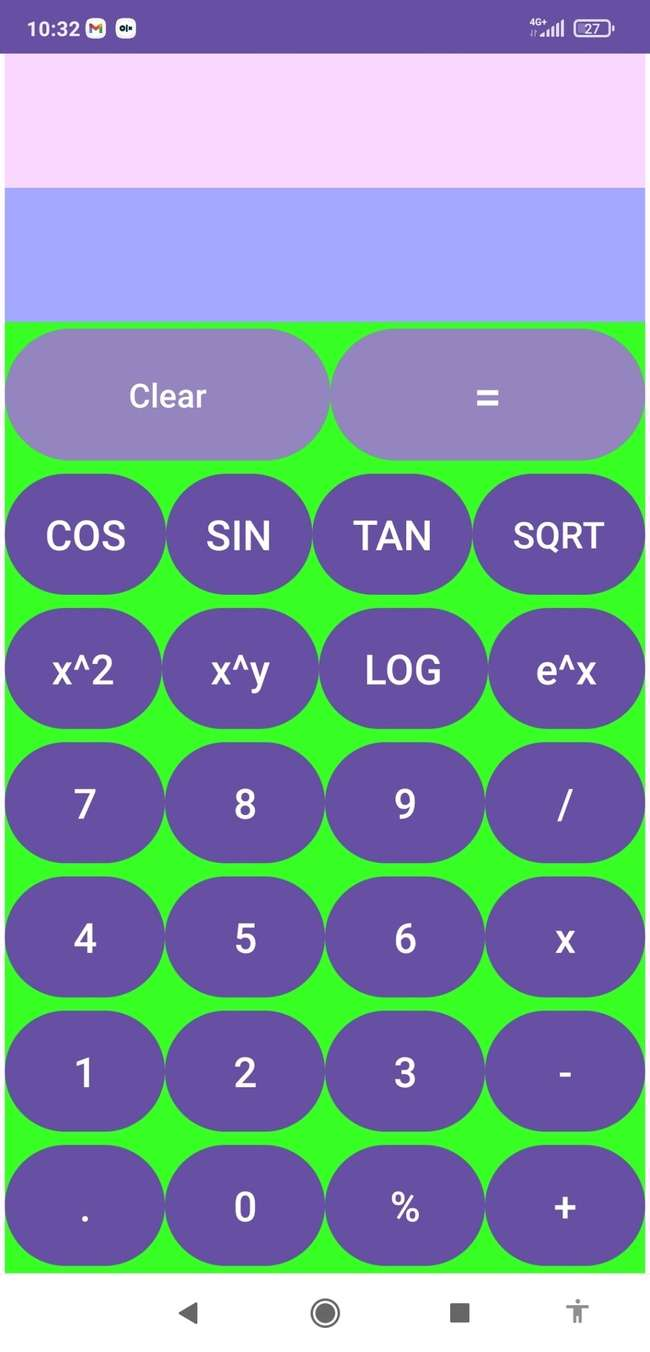 10:32 olx 4G+ 27
Clear =
COS SIN TAN SQRT
x^2 x^y LOG e^x
7 8 9 /
4 5 6 x
1 2 3 -
. 0 % +